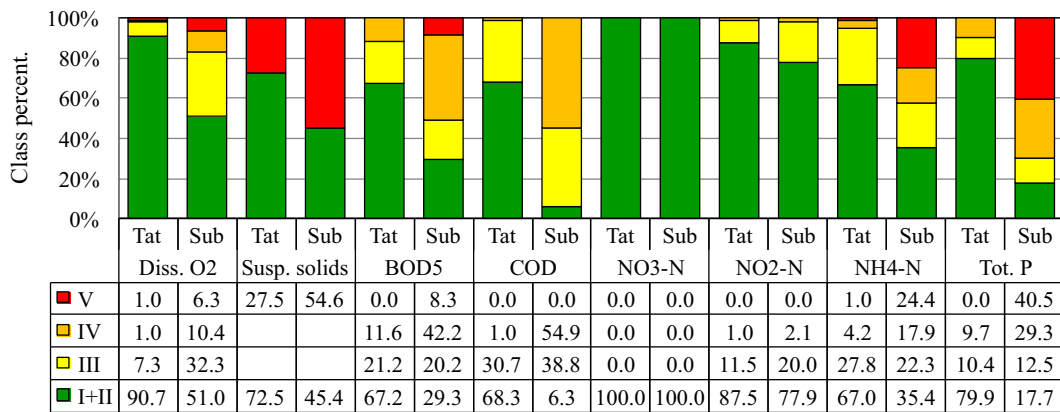 Class percent.
100%
80%
60%
40%
20%
0%
Tat Sub Tat Sub Tat Sub Tat Sub Tat Sub Tat Sub Tat Sub Tat Sub
Diss. O2 Susp. solids BOD5 COD NO3-N NO2-N NH4-N Tot. P
V 1.0 6.3 27.5 54.6 0.0 8.3 0.0 0.0 0.0 0.0 0.0 0.0 1.0 24.4 0.0 40.5
IV 1.0 10.4 11.6 42.2 1.0 54.9 0.0 0.0 1.0 2.1 4.2 17.9 9.7 29.3
III 7.3 32.3 21.2 20.2 30.7 38.8 0.0 0.0 11.5 20.0 27.8 22.3 10.4 12.5
I+II 90.7 51.0 72.5 45.4 67.2 29.3 68.3 6.3 100.0 100.0 87.5 77.9 67.0 35.4 79.9 17.7